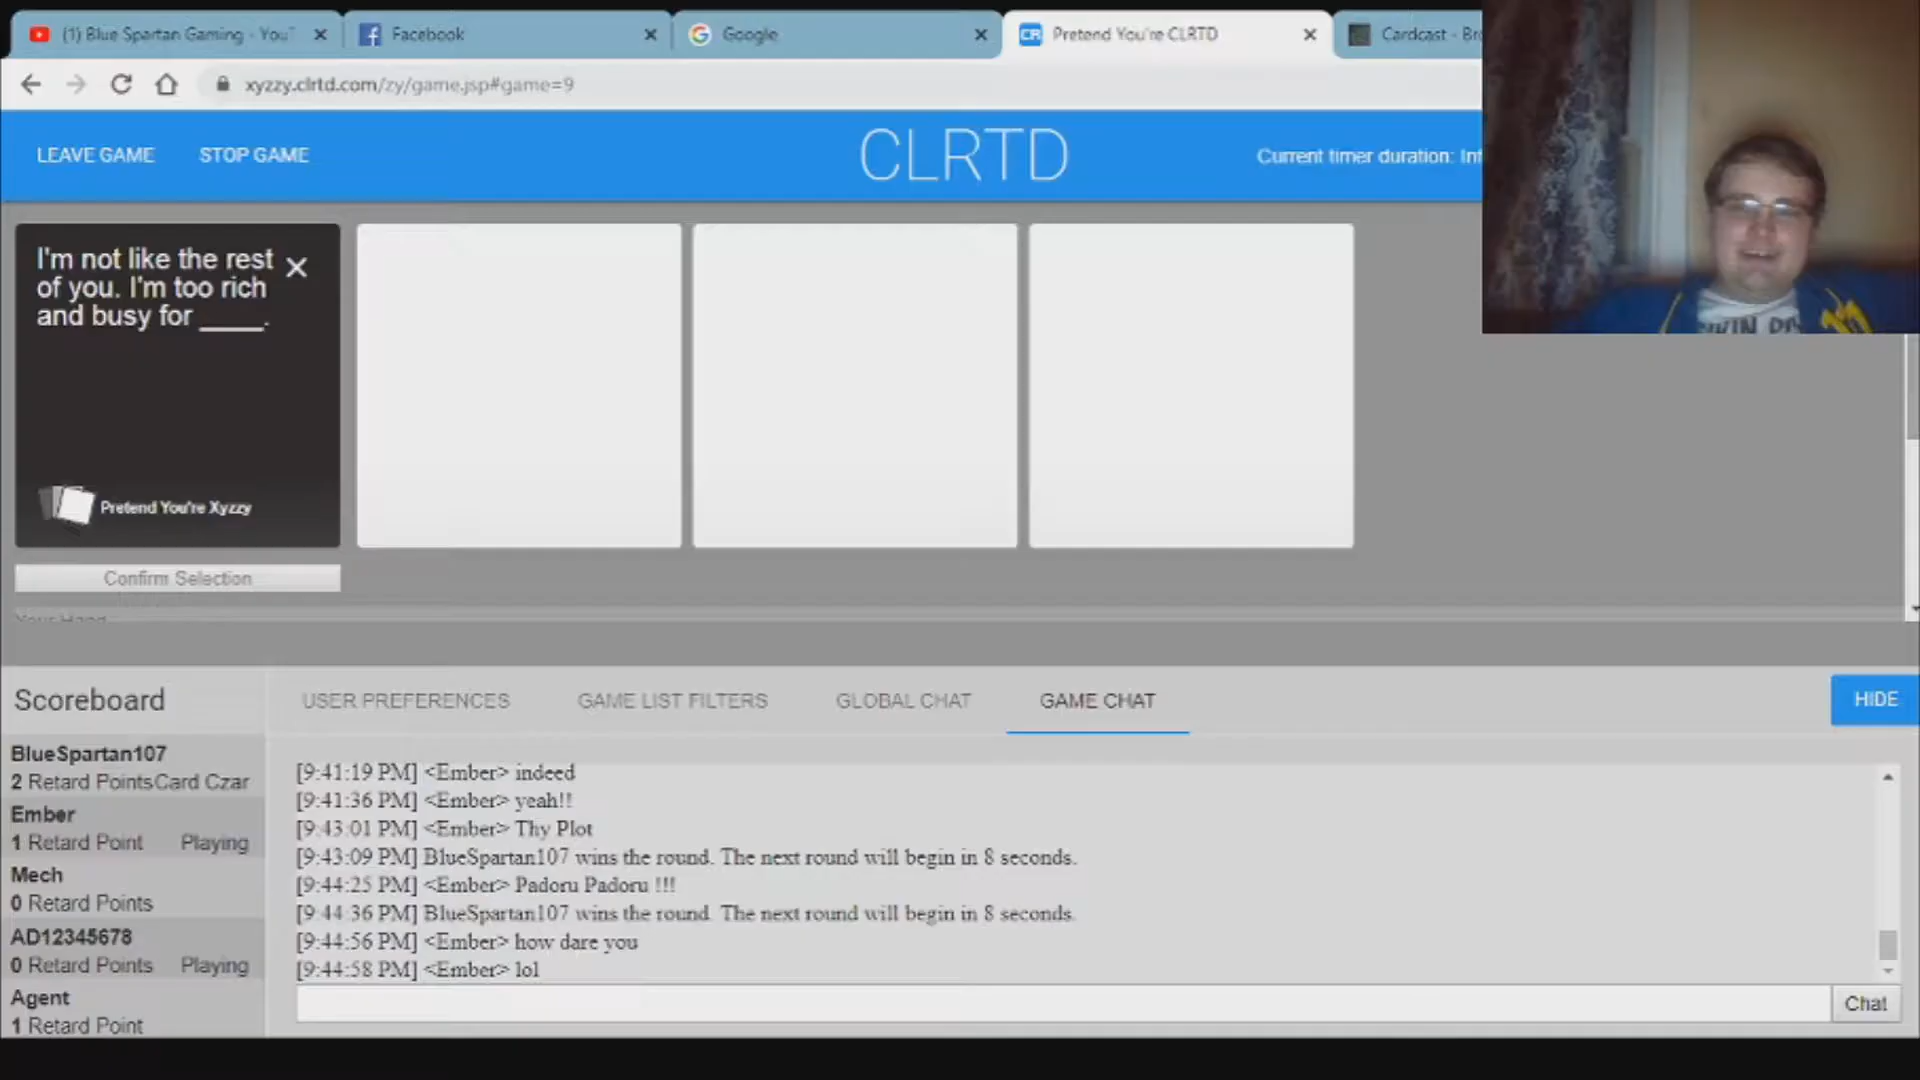 (1) Blue Spartan Gaming - You
Facebook
Google
Pretend You're CLRTD
Cardcast - Bro
xyzzy.clrtd.com/zy/game.jsp#game=9
LEAVE GAME
STOP GAME
CLRTD
Current timer duration: Inf
I'm not like the rest
of you. I'm too rich
and busy for _____.
Pretend You're Xyzzy
Confirm Selection
Your Hand
Scoreboard
USER PREFERENCES
GAME LIST FILTERS
GLOBAL CHAT
GAME CHAT
HIDE
BlueSpartan107
2 Retard PointsCard Czar
Ember
1 Retard Point Playing
Mech
0 Retard Points
AD12345678
0 Retard Points Playing
Agent
1 Retard Point
[9:41:19 PM] <Ember> indeed
[9:41:36 PM] <Ember> yeah!!
[9:43:01 PM] <Ember> Thy Plot
[9:43:09 PM] BlueSpartan107 wins the round. The next round will begin in 8 seconds.
[9:44:25 PM] <Ember> Padoru Padoru !!!
[9:44:36 PM] BlueSpartan107 wins the round. The next round will begin in 8 seconds.
[9:44:56 PM] <Ember> how dare you
[9:44:58 PM] <Ember> lol
Chat